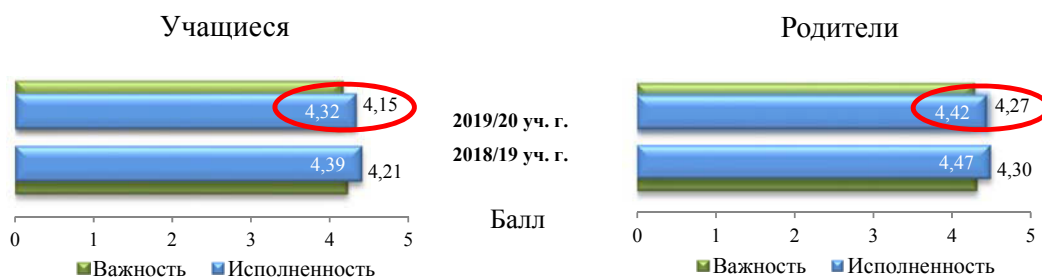 Учащиеся
4,32 4,15
4,39 4,21
0 1 2 3 4 5
Важность Исполненность
2019/20 уч. г.
2018/19 уч. г.
Балл
Родители
4,42 4,27
4,47 4,30
0 1 2 3 4 5
Важность Исполненность